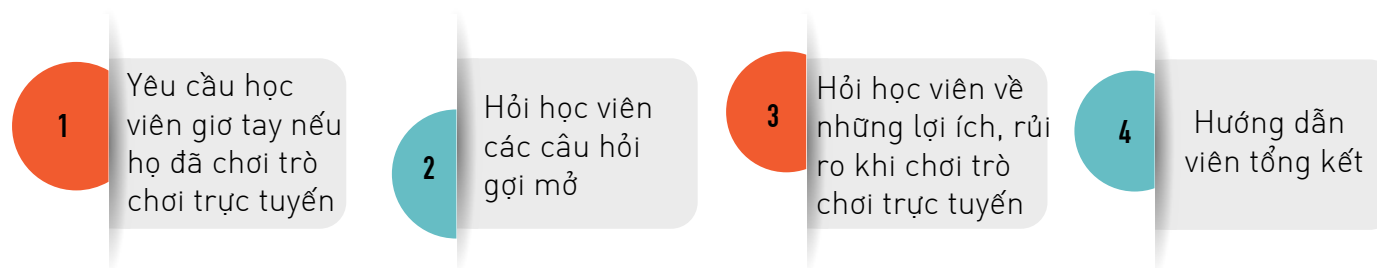 1
Yêu cầu học
viên giơ tay nếu
họ đã chơi trò
chơi trực tuyến
2
Hỏi học viên
các câu hỏi
gợi mở
3
Hỏi học viên về
những lợi ích, rủi
ro khi chơi trò
chơi trực tuyến
4
Hướng dẫn
viên tổng kết